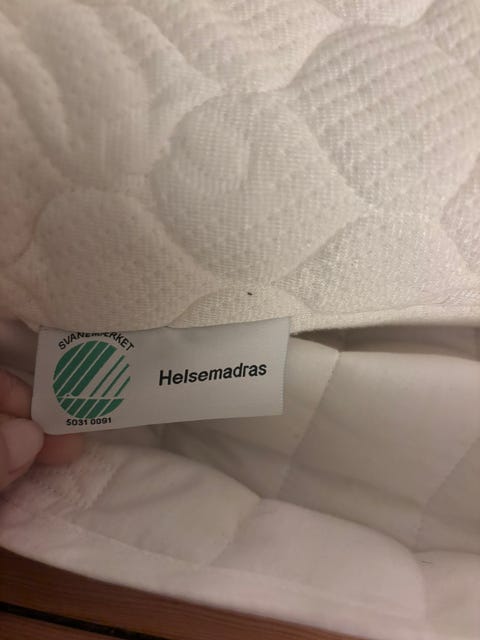 SVANEMÆRKET
Helsemadras
5031 0091